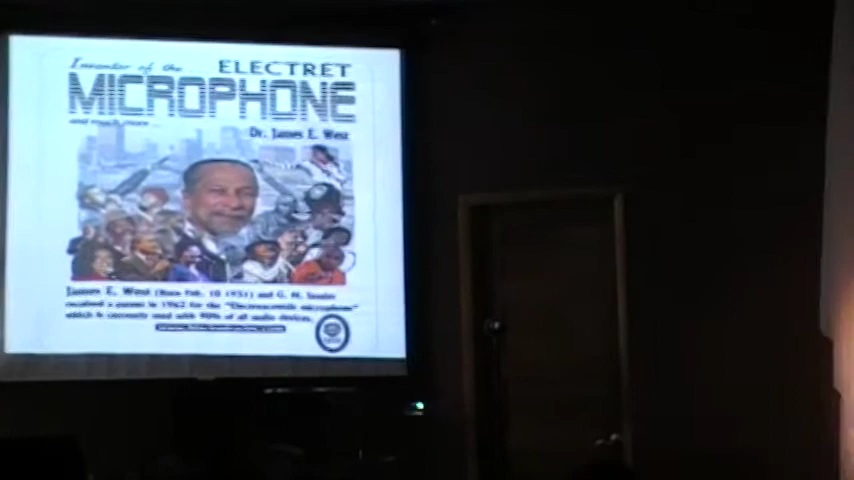 Inventor of the ELECTRET
MICROPHONE
and much more ...
Dr. James E. West
James E. West (Born Feb. 10 1931) and G. M. Sessler
received a patent in 1962 for the "Electroacoustic microphone"
which is currently used with 90% of all audio devices.